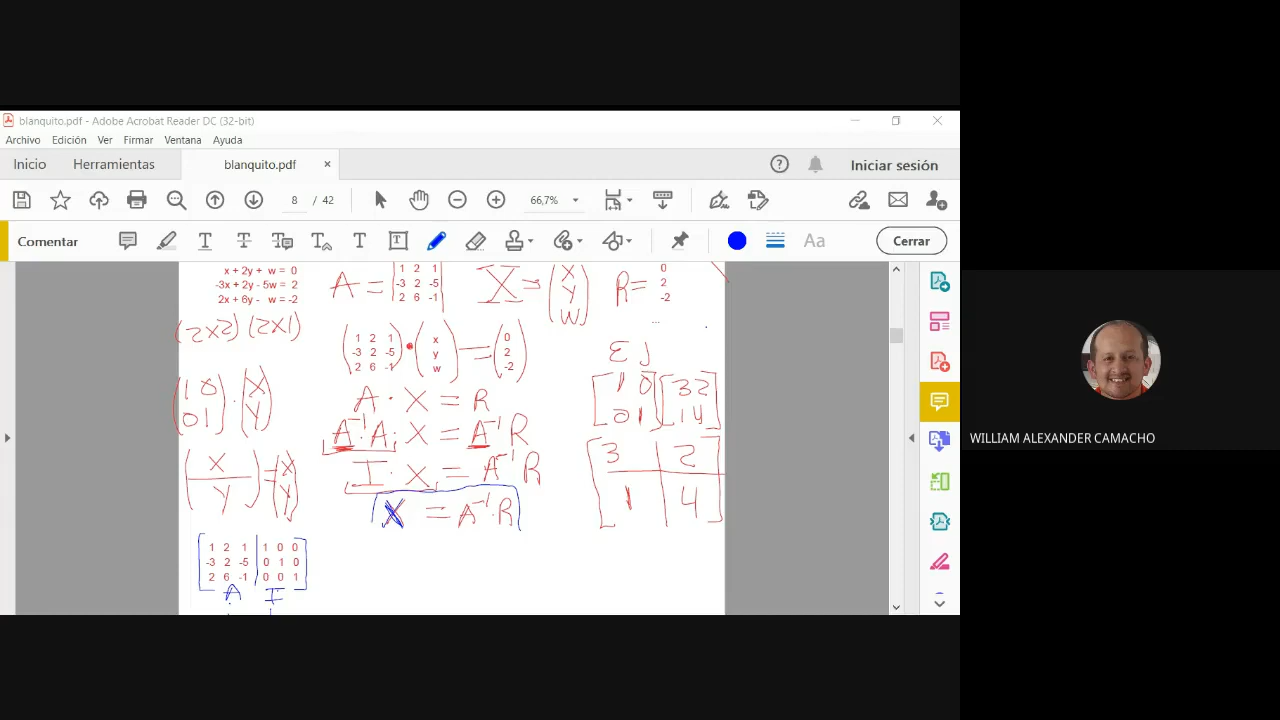 blanquito.pdf - Adobe Acrobat Reader DC (32-bit)
Archivo Edición Ver Firmar Ventana Ayuda
Inicio Herramientas blanquito.pdf × Iniciar sesión
8 / 42 66,7%
Comentar Aa Cerrar
x + 2y + w = 0
-3x + 2y - 5w = 2
2x + 6y - w = -2
A = | 1 2 1 |
| -3 2 -5 |
| 2 6 -1 |
X = ( X
Y
W )
R = 0
2
-2
(2x2) (2x1)
( 1 2 1
-3 2 -5
2 6 -1 ) • ( x
y
w ) = ( 0
2
-2 )
A · X = R
A⁻¹ · A · X = A⁻¹ R
I · X = A⁻¹ R
X = A⁻¹ · R
( 1 0
0 1 ) · ( X
Y )
( X
Y ) = ( X
Y )
EJ
[ 1 0
0 1 ] [ 3 2
1 4 ]
[ 3 2
1 4 ]
[ 1 2 1 | 1 0 0
-3 2 -5 | 0 1 0
2 6 -1 | 0 0 1 ]
A I
WILLIAM ALEXANDER CAMACHO